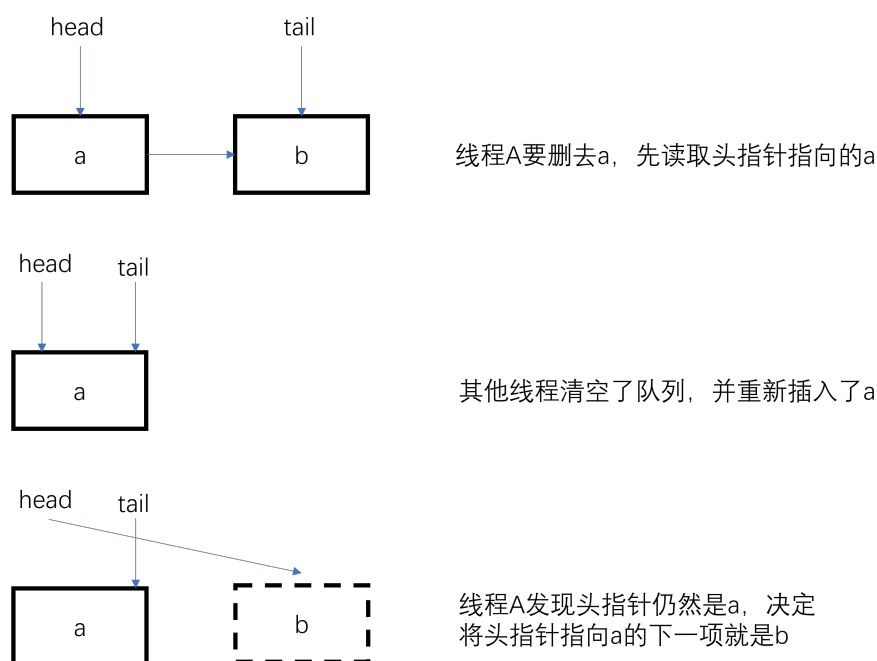 head tail
a b 线程A要删去a，先读取头指针指向的a
head tail
a 其他线程清空了队列，并重新插入了a
head tail
a b 线程A发现头指针仍然是a，决定
将头指针指向a的下一项就是b